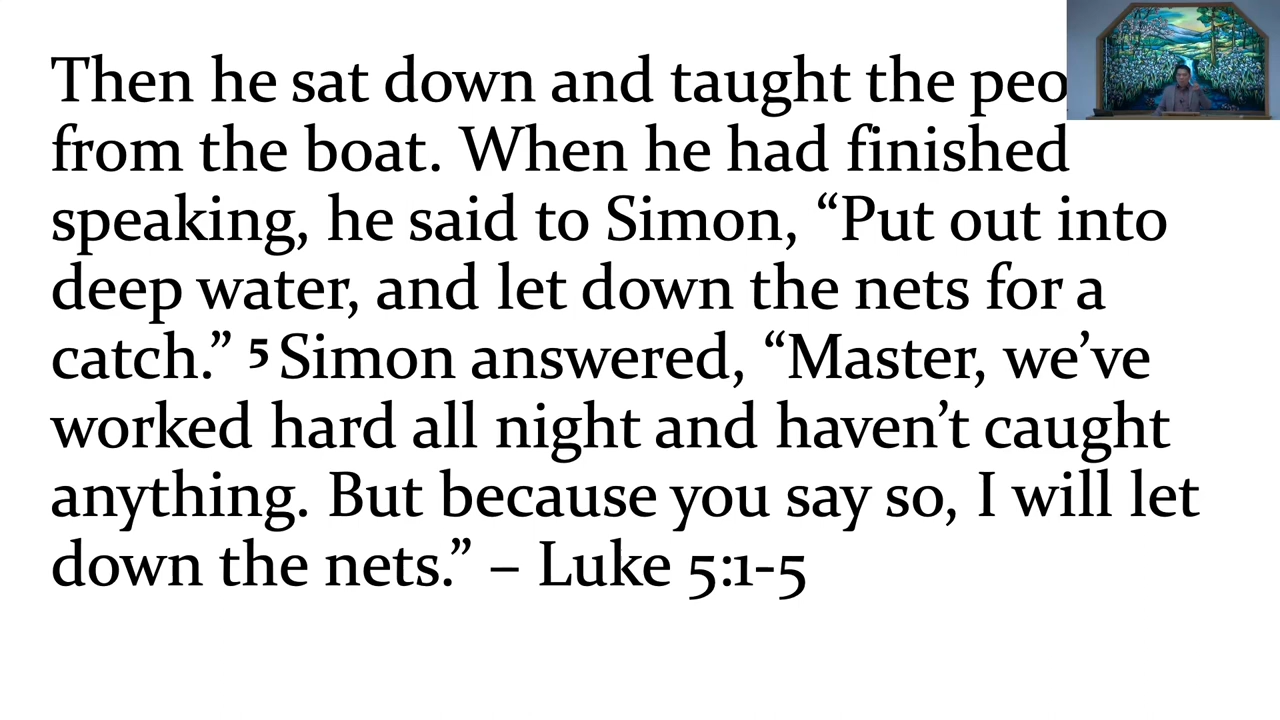 Then he sat down and taught the peo
from the boat. When he had finished
speaking, he said to Simon, “Put out into
deep water, and let down the nets for a
catch.” 5 Simon answered, “Master, we’ve
worked hard all night and haven’t caught
anything. But because you say so, I will let
down the nets.” – Luke 5:1-5